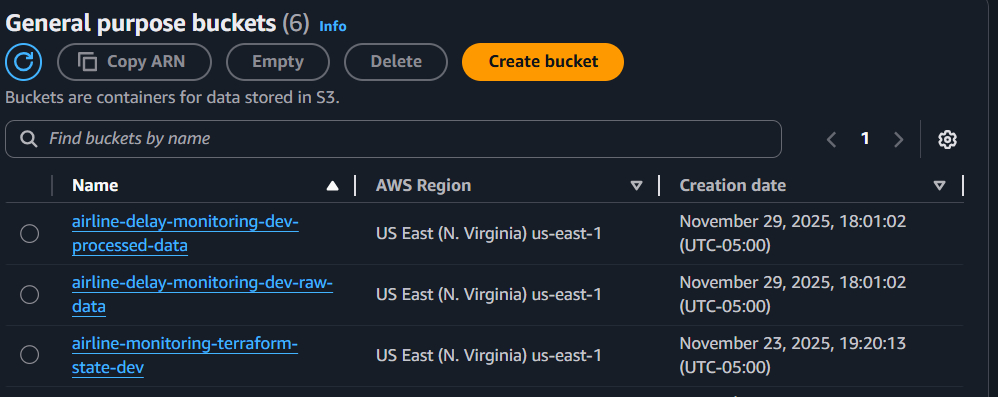 General purpose buckets (6) Info
Copy ARN Empty Delete Create bucket
Buckets are containers for data stored in S3.
Find buckets by name 1
Name AWS Region Creation date
airline-delay-monitoring-dev-
processed-data
US East (N. Virginia) us-east-1
November 29, 2025, 18:01:02
(UTC-05:00)
airline-delay-monitoring-dev-raw-
data
US East (N. Virginia) us-east-1
November 29, 2025, 18:01:02
(UTC-05:00)
airline-monitoring-terraform-
state-dev
US East (N. Virginia) us-east-1
November 23, 2025, 19:20:13
(UTC-05:00)